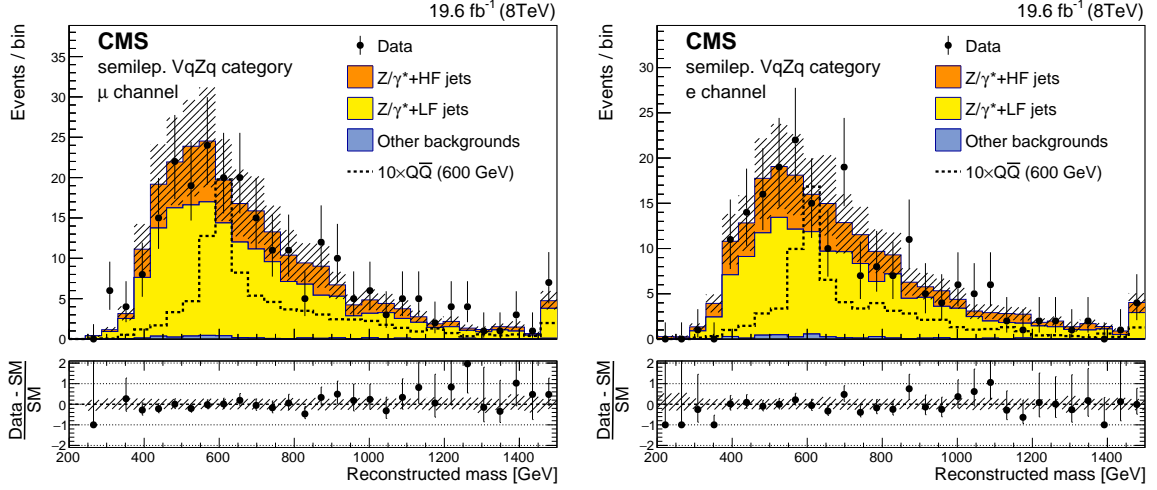 19.6 fb⁻¹ (8TeV)
Events / bin
CMS
semilep. VqZq category
μ channel
Data
Z/γ*+HF jets
Z/γ*+LF jets
Other backgrounds
10×QQ̅ (600 GeV)
35
30
25
20
15
10
5
0
Data - SM
SM
2
1
0
−1
−2
200 400 600 800 1000 1200 1400
Reconstructed mass [GeV]
19.6 fb⁻¹ (8TeV)
Events / bin
CMS
semilep. VqZq category
e channel
Data
Z/γ*+HF jets
Z/γ*+LF jets
Other backgrounds
10×QQ̅ (600 GeV)
30
25
20
15
10
5
0
Data - SM
SM
2
1
0
−1
−2
200 400 600 800 1000 1200 1400
Reconstructed mass [GeV]